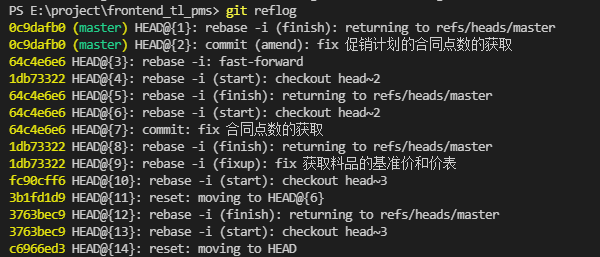 PS E:\project\frontend_tl_pms> git reflog
0c9dafb0 (master) HEAD@{1}: rebase -i (finish): returning to refs/heads/master
0c9dafb0 (master) HEAD@{2}: commit (amend): fix 促销计划的合同点数的获取
64c4e6e6 HEAD@{3}: rebase -i: fast-forward
1db73322 HEAD@{4}: rebase -i (start): checkout head~2
64c4e6e6 HEAD@{5}: rebase -i (finish): returning to refs/heads/master
64c4e6e6 HEAD@{6}: rebase -i (start): checkout head~2
64c4e6e6 HEAD@{7}: commit: fix 合同点数的获取
1db73322 HEAD@{8}: rebase -i (finish): returning to refs/heads/master
1db73322 HEAD@{9}: rebase -i (fixup): fix 获取料品的基准价和价表
fc90cff6 HEAD@{10}: rebase -i (start): checkout head~3
3b1fd1d9 HEAD@{11}: reset: moving to HEAD@{6}
3763bec9 HEAD@{12}: rebase -i (finish): returning to refs/heads/master
3763bec9 HEAD@{13}: rebase -i (start): checkout head~3
c6966ed3 HEAD@{14}: reset: moving to HEAD